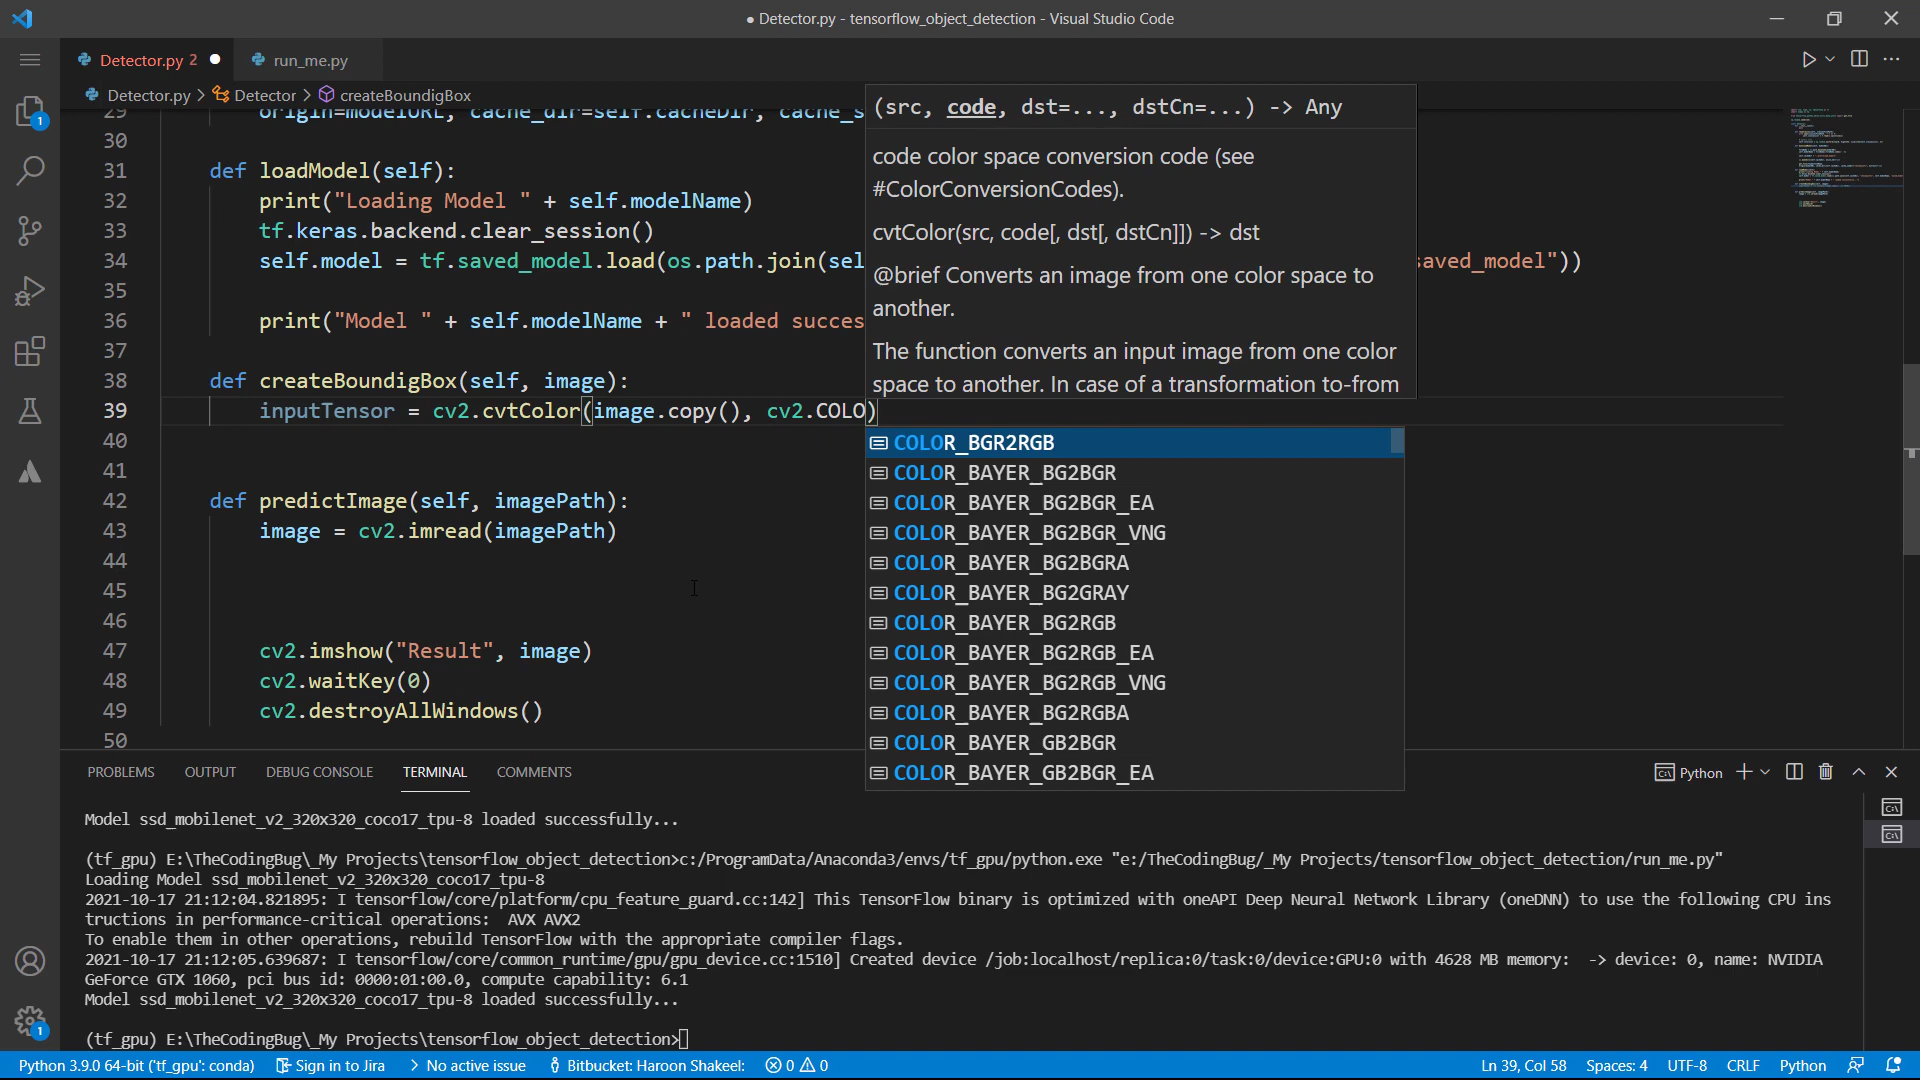 ● Detector.py - tensorflow_object_detection - Visual Studio Code
Detector.py 2 ●
run_me.py
Detector.py > Detector > createBoundigBox
29 origin=modelURL, cache_dir=self.cacheDir, cache_s
30
31 def loadModel(self):
32 print("Loading Model " + self.modelName)
33 tf.keras.backend.clear_session()
34 self.model = tf.saved_model.load(os.path.join(sel saved_model"))
35
36 print("Model " + self.modelName + " loaded succes
37
38 def createBoundigBox(self, image):
39 inputTensor = cv2.cvtColor(image.copy(), cv2.COLO)
40
41
42 def predictImage(self, imagePath):
43 image = cv2.imread(imagePath)
44
45
46
47 cv2.imshow("Result", image)
48 cv2.waitKey(0)
49 cv2.destroyAllWindows()
50
(src, code, dst=..., dstCn=...) -> Any
code color space conversion code (see
#ColorConversionCodes).
cvtColor(src, code[, dst[, dstCn]]) -> dst
@brief Converts an image from one color space to
another.
The function converts an input image from one color
space to another. In case of a transformation to-from
COLOR_BGR2RGB
COLOR_BAYER_BG2BGR
COLOR_BAYER_BG2BGR_EA
COLOR_BAYER_BG2BGR_VNG
COLOR_BAYER_BG2BGRA
COLOR_BAYER_BG2GRAY
COLOR_BAYER_BG2RGB
COLOR_BAYER_BG2RGB_EA
COLOR_BAYER_BG2RGB_VNG
COLOR_BAYER_BG2RGBA
COLOR_BAYER_GB2BGR
COLOR_BAYER_GB2BGR_EA
PROBLEMS OUTPUT DEBUG CONSOLE TERMINAL COMMENTS
Python
Model ssd_mobilenet_v2_320x320_coco17_tpu-8 loaded successfully...
(tf_gpu) E:\TheCodingBug\_My Projects\tensorflow_object_detection>c:/ProgramData/Anaconda3/envs/tf_gpu/python.exe "e:/TheCodingBug/_My Projects/tensorflow_object_detection/run_me.py"
Loading Model ssd_mobilenet_v2_320x320_coco17_tpu-8
2021-10-17 21:12:04.821895: I tensorflow/core/platform/cpu_feature_guard.cc:142] This TensorFlow binary is optimized with oneAPI Deep Neural Network Library (oneDNN) to use the following CPU ins
tructions in performance-critical operations:  AVX AVX2
To enable them in other operations, rebuild TensorFlow with the appropriate compiler flags.
2021-10-17 21:12:05.639687: I tensorflow/core/common_runtime/gpu/gpu_device.cc:1510] Created device /job:localhost/replica:0/task:0/device:GPU:0 with 4628 MB memory:  -> device: 0, name: NVIDIA
GeForce GTX 1060, pci bus id: 0000:01:00.0, compute capability: 6.1
Model ssd_mobilenet_v2_320x320_coco17_tpu-8 loaded successfully...
(tf_gpu) E:\TheCodingBug\_My Projects\tensorflow_object_detection>
1
1
Python 3.9.0 64-bit ('tf_gpu': conda) Sign in to Jira > No active issue Bitbucket: Haroon Shakeel: 0 0 Ln 39, Col 58 Spaces: 4 UTF-8 CRLF Python